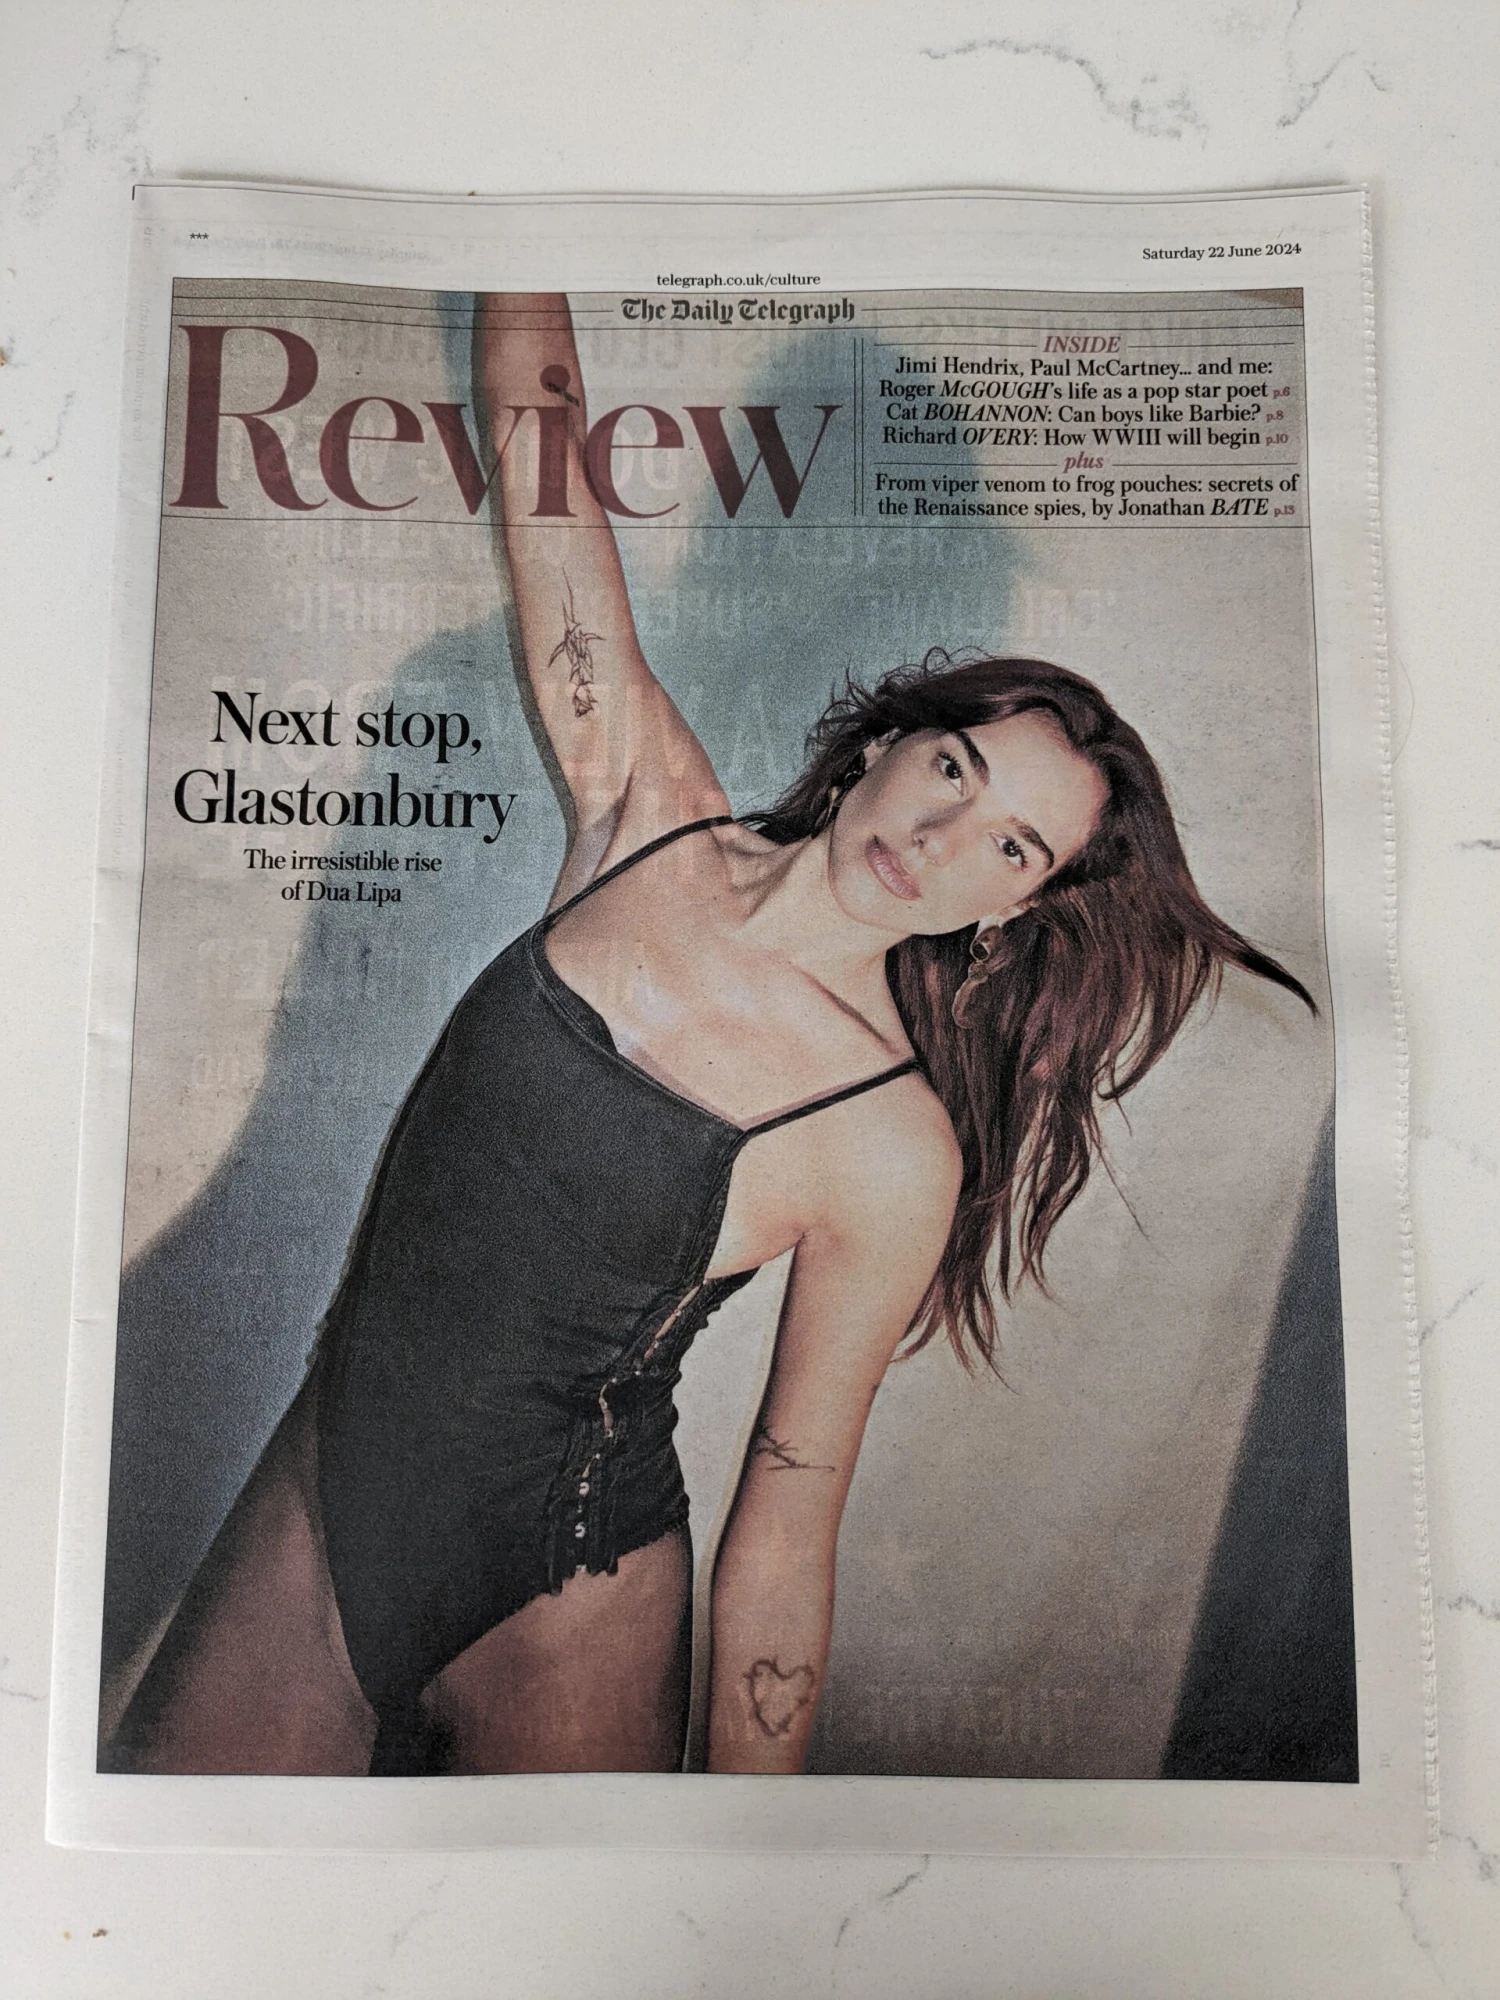 ***
Saturday 22 June 2024
telegraph.co.uk/culture
The Daily Telegraph
Review
INSIDE
Jimi Hendrix, Paul McCartney... and me:
Roger McGOUGH's life as a pop star poet p.6
Cat BOHANNON: Can boys like Barbie? p.8
Richard OVERY: How WWIII will begin p.10
plus
From viper venom to frog pouches: secrets of
the Renaissance spies, by Jonathan BATE p.13
Next stop,
Glastonbury
The irresistible rise
of Dua Lipa